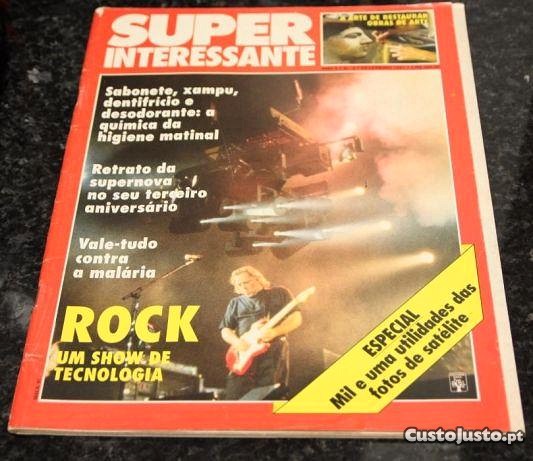 SUPER
INTERESSANTE
A ARTE DE RESTAURAR
OBRAS DE ARTE
Sabonete, xampu,
dentifrício e
desodorante: a
química da
higiene matinal
Retrato da
supernova
no seu terceiro
aniversário
Vale-tudo
contra
a malária
ROCK
UM SHOW DE
TECNOLOGIA
ESPECIAL
Mil e uma utilidades das
fotos de satélite
CustoJusto.pt